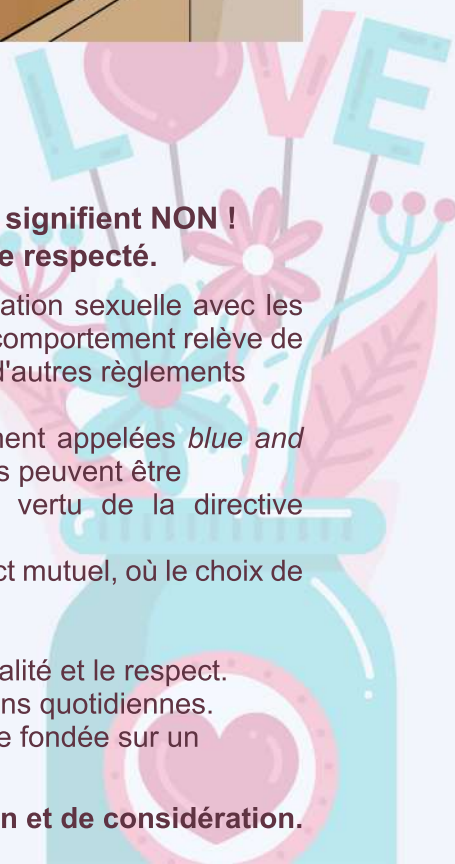 LOVE
signifient NON !
e respecté.
ation sexuelle avec les
comportement relève de
d'autres règlements
ment appelées blue and
s peuvent être
vertu de la directive
ct mutuel, où le choix de
alité et le respect.
ns quotidiennes.
e fondée sur un
n et de considération.